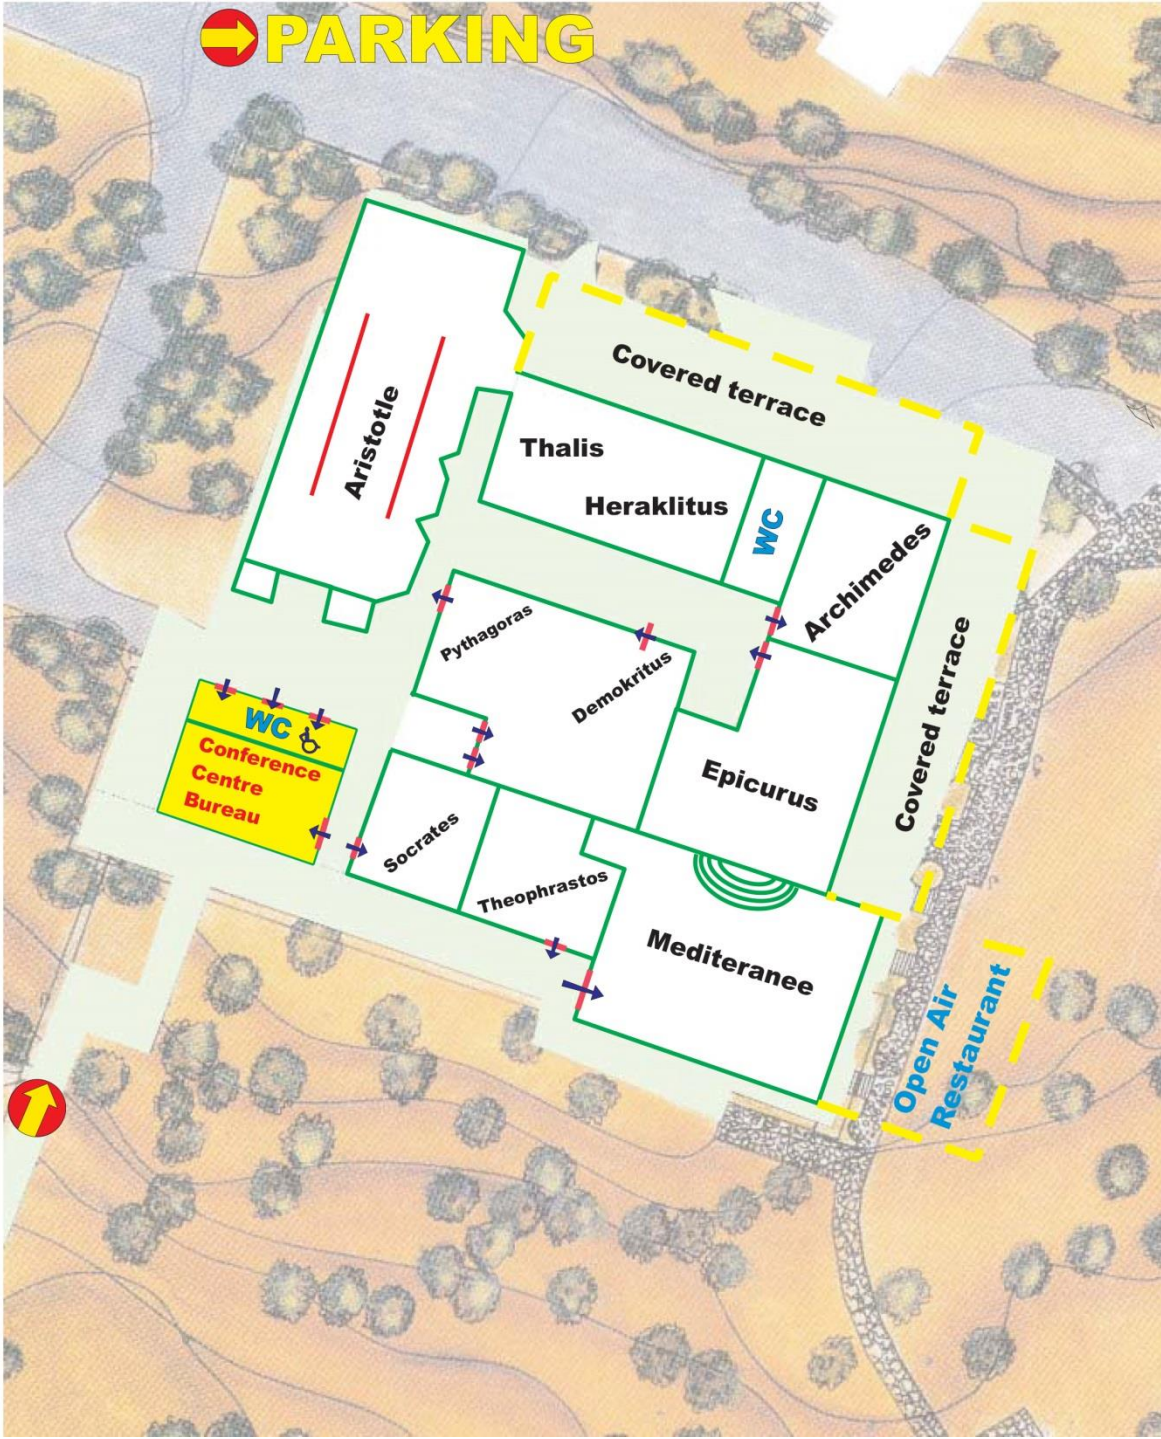 PARKING
Covered terrace
Aristotle
Thalis
Heraklitus
WC
Archimedes
Pythagoras
Demokritus
Covered terrace
WC
Conference
Centre
Bureau
Epicurus
Socrates
Theophrastos
Mediteranee
Open Air
Restaurant